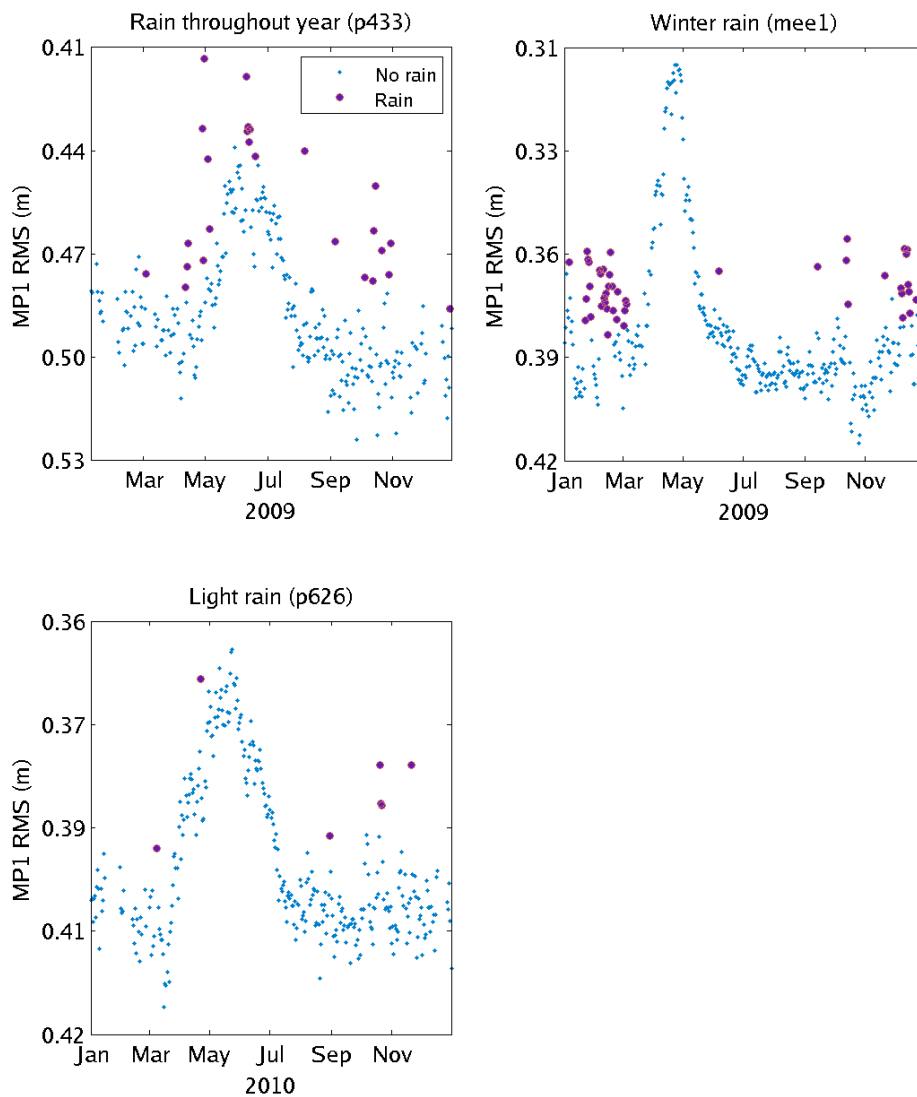 Rain throughout year (p433)
0.41
0.44
0.47
0.50
0.53
MP1 RMS (m)
No rain
Rain
Mar May Jul Sep Nov
2009
Winter rain (mee1)
0.31
0.33
0.36
0.39
0.42
MP1 RMS (m)
Jan Mar May Jul Sep Nov
2009
Light rain (p626)
0.36
0.37
0.39
0.41
0.42
MP1 RMS (m)
Jan Mar May Jul Sep Nov
2010